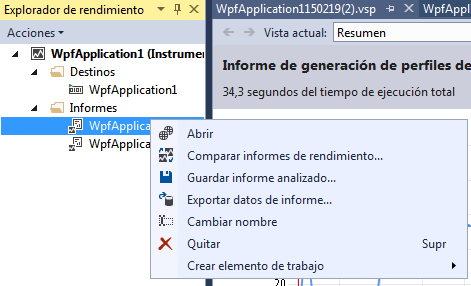 Explorador de rendimiento
Acciones
WpfApplication1 (Instrumen
Destinos
WpfApplication1
Informes
WpfApplica
WpfApplica
WpfApplication1150219(2).vsp
WpfAppl
Vista actual: Resumen
Informe de generación de perfiles de
34,3 segundos del tiempo de ejecución total
Abrir
Comparar informes de rendimiento...
Guardar informe analizado...
Exportar datos de informe...
Cambiar nombre
Quitar Supr
Crear elemento de trabajo
20